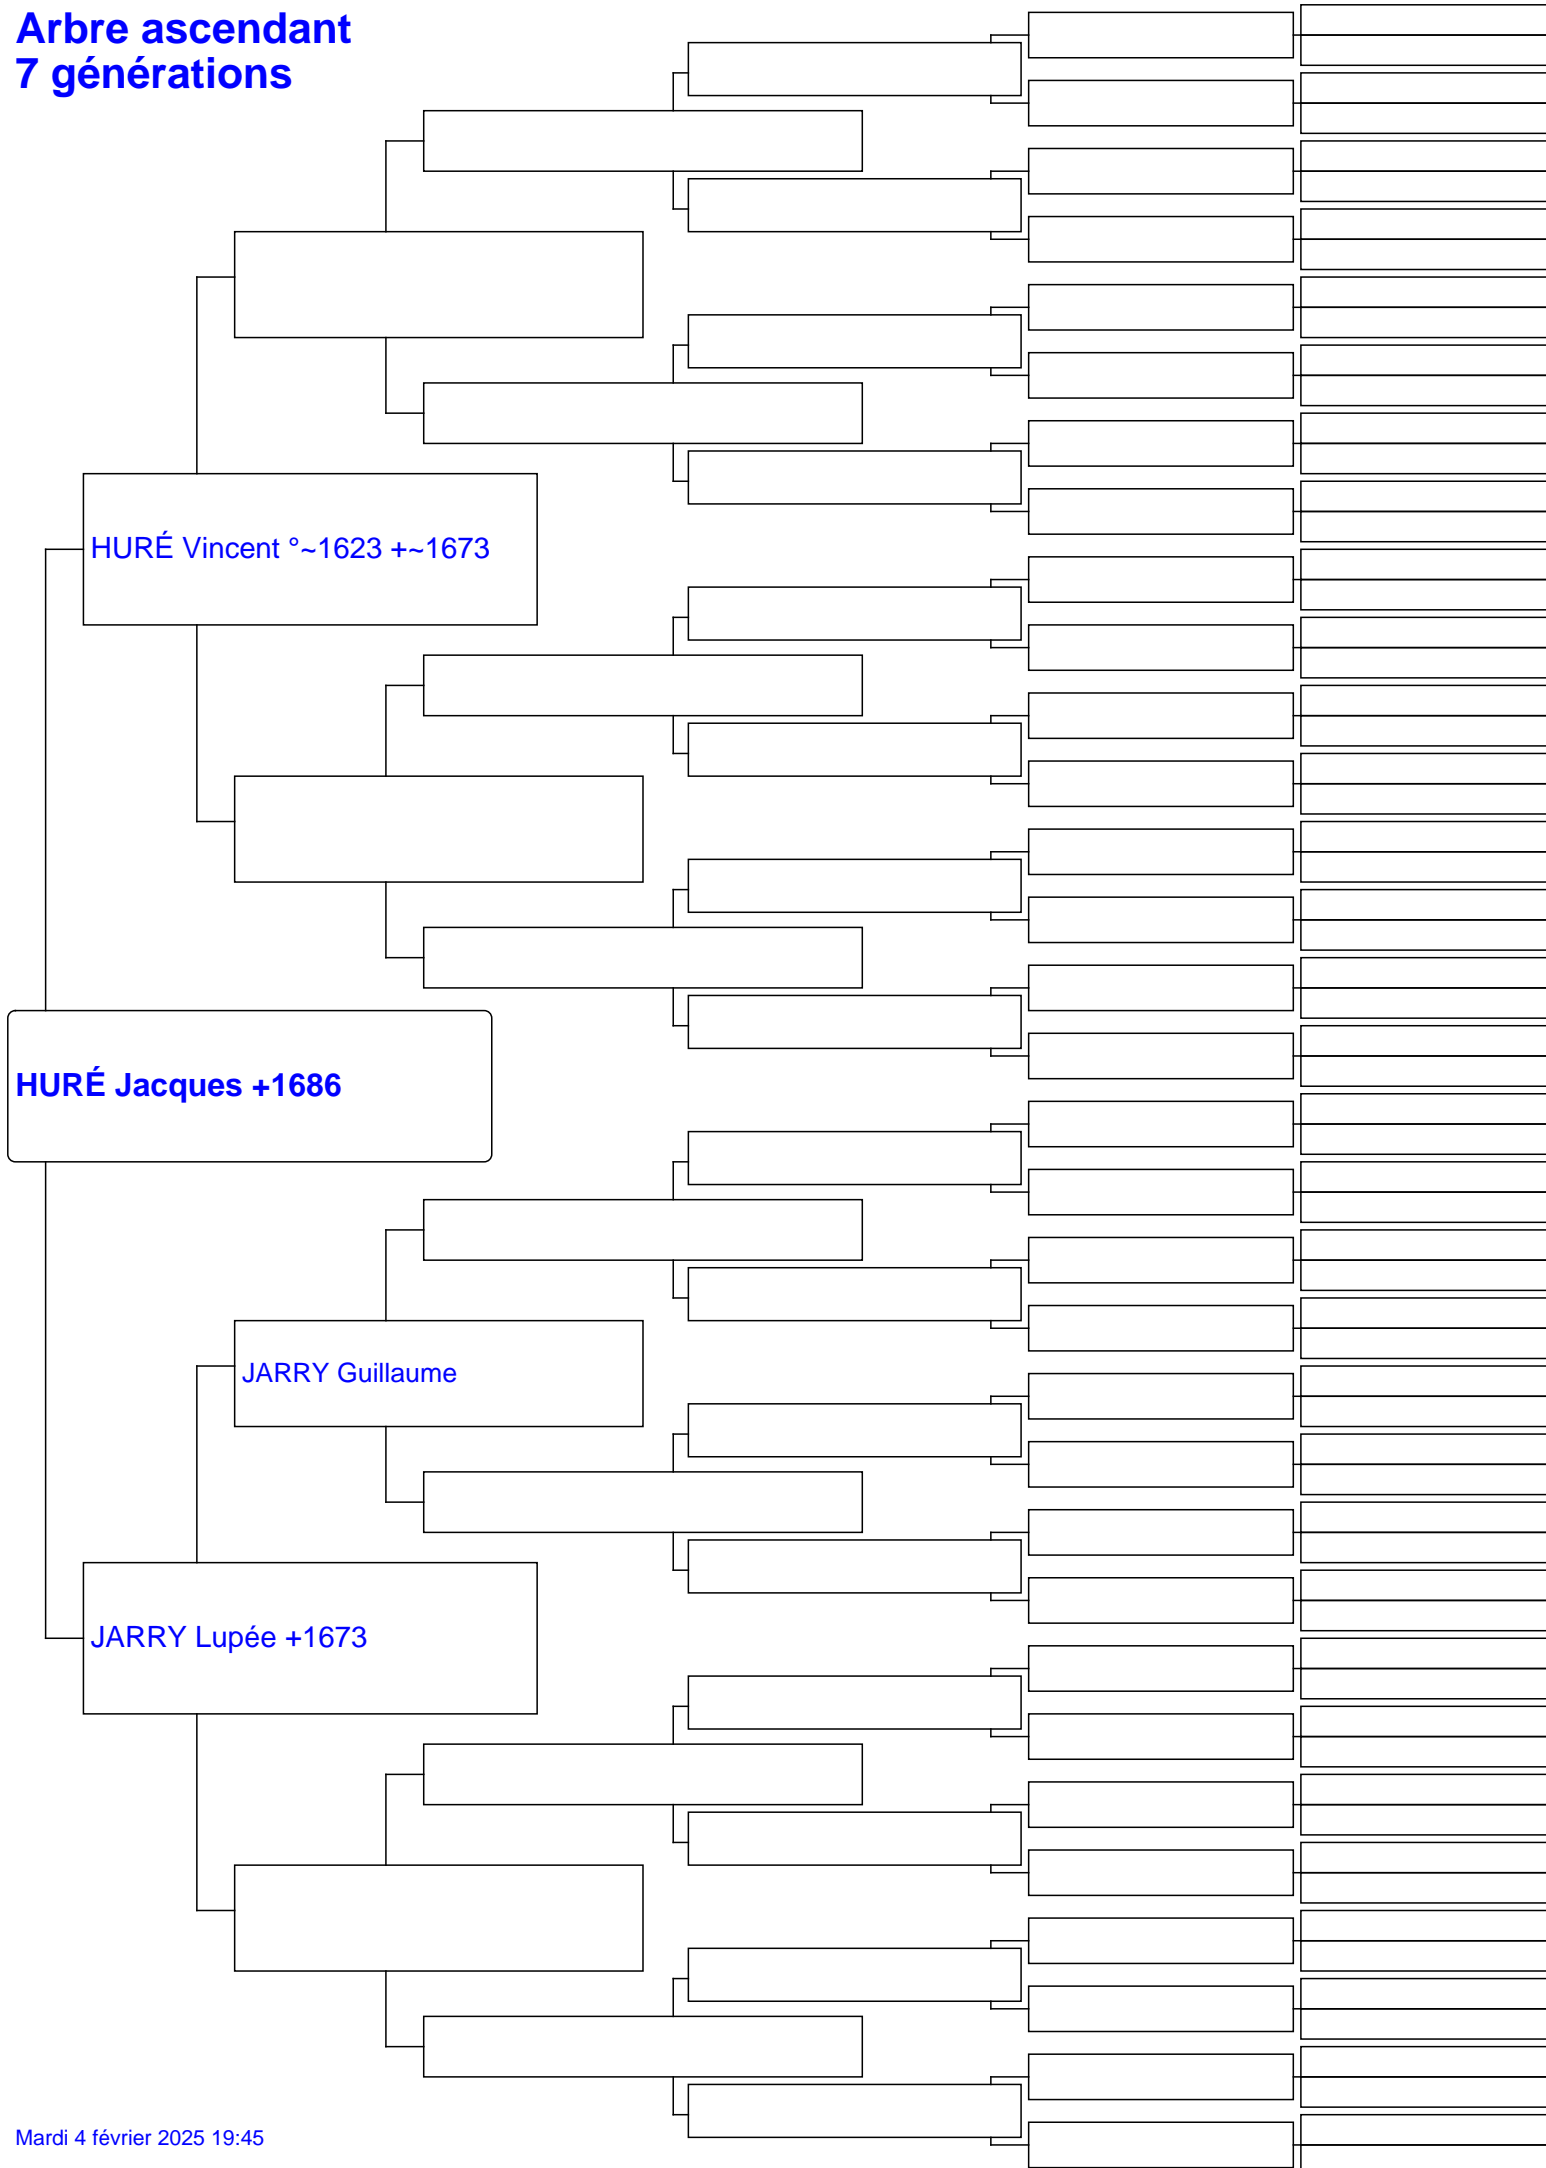 Arbre ascendant
7 générations
HURÉ Vincent °~1623 +~1673
HURÉ Jacques +1686
JARRY Guillaume
JARRY Lupée +1673
Mardi 4 février 2025 19:45